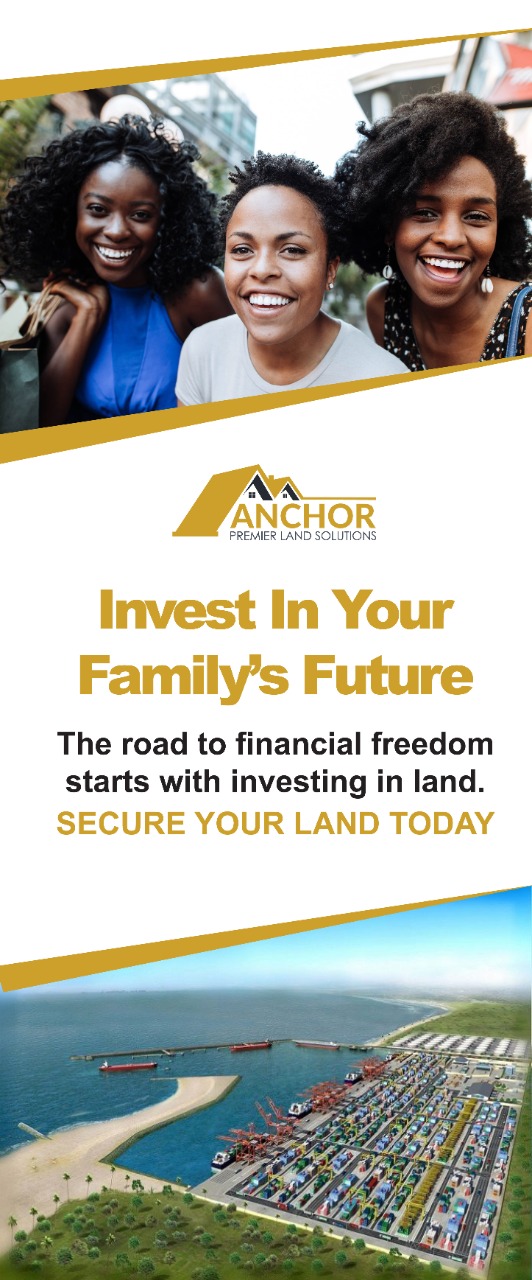 ANCHOR
PREMIER LAND SOLUTIONS
Invest In Your
Family's Future
The road to financial freedom
starts with investing in land.
SECURE YOUR LAND TODAY